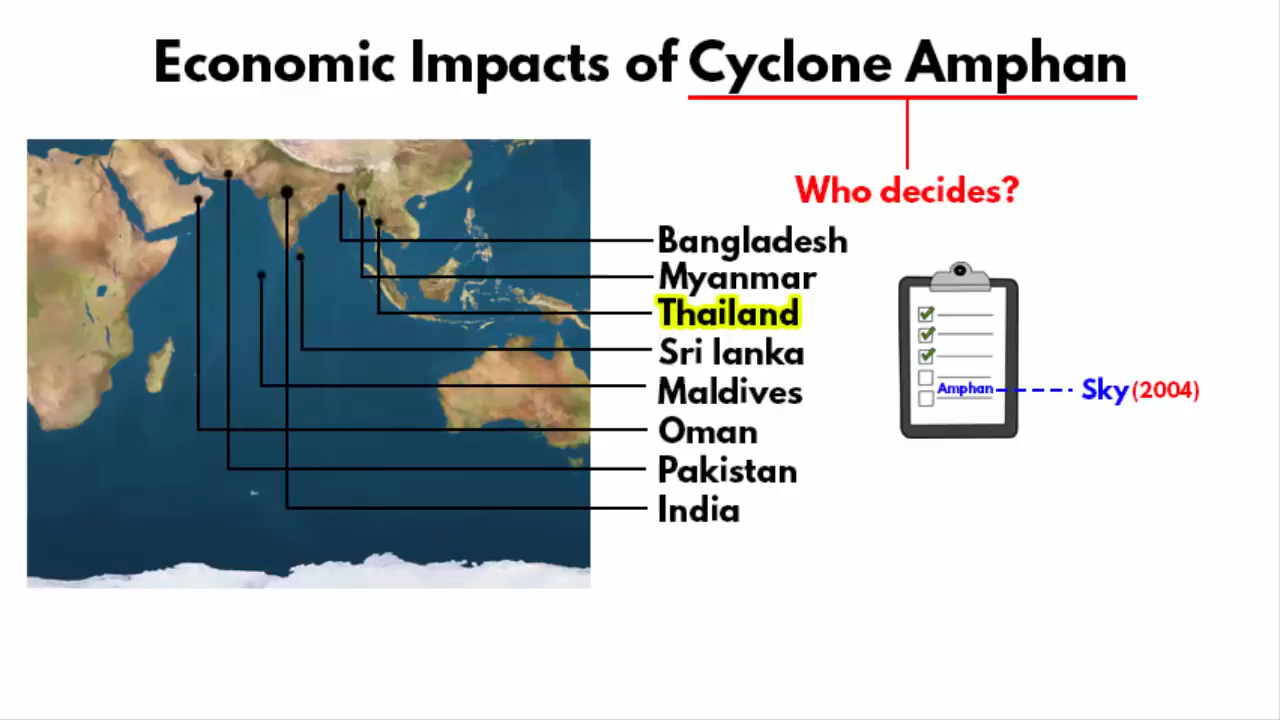 Economic Impacts of Cyclone Amphan
Who decides?
Bangladesh
Myanmar
Thailand
Sri lanka
Maldives
Oman
Pakistan
India
Amphan
Sky (2004)